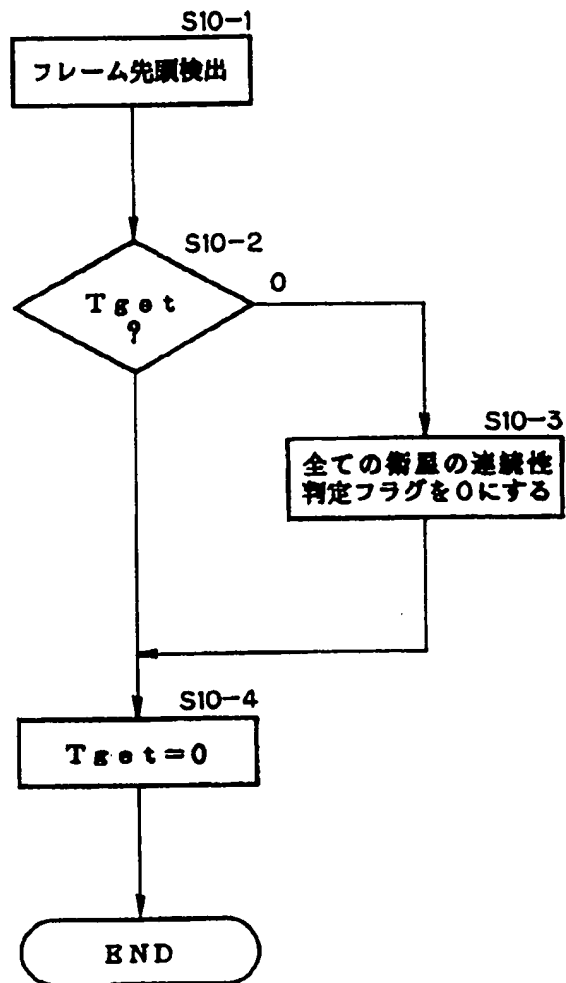 S10-1
フレーム先頭検出
S10-2
Tget
?
0
S10-3
全ての衛星の連続性
判定フラグを0にする
S10-4
Tget=0
END